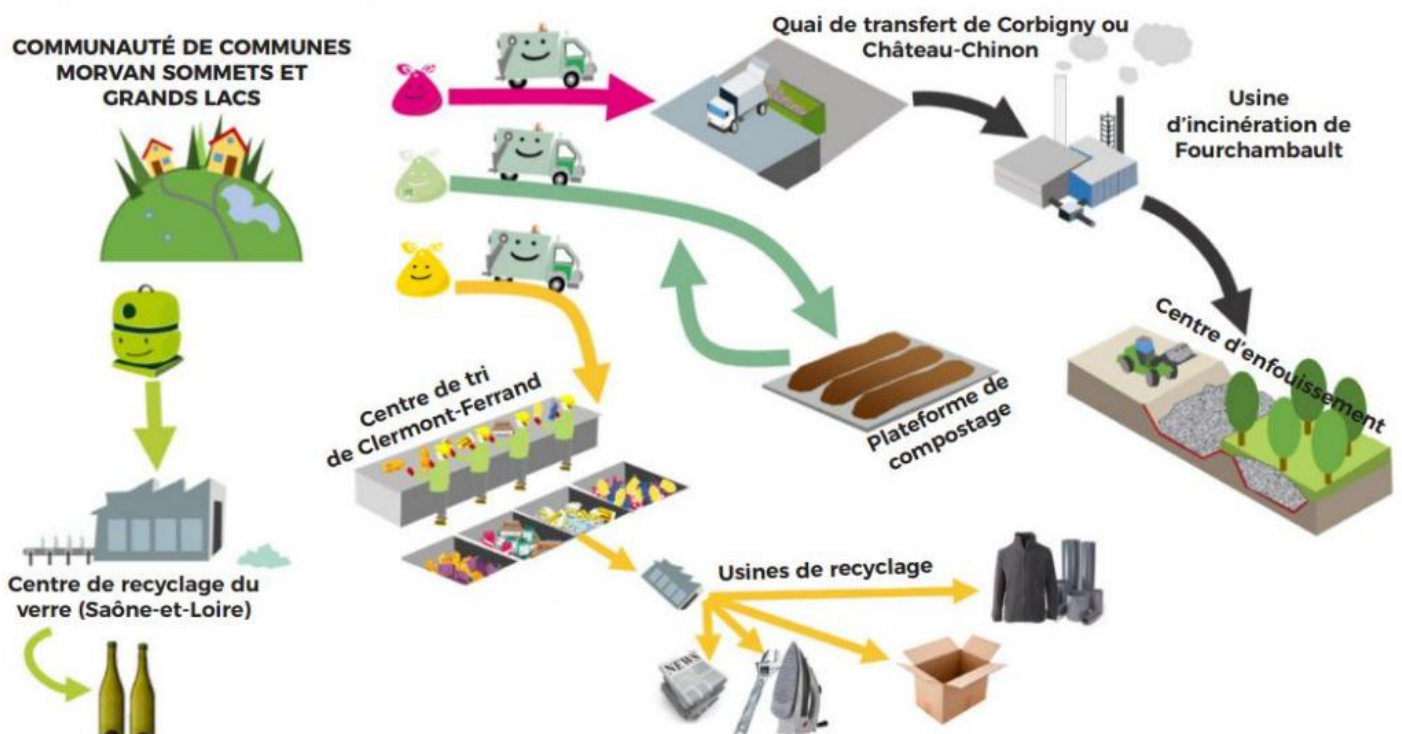 COMMUNAUTÉ DE COMMUNES
MORVAN SOMMETS ET
GRANDS LACS
Quai de transfert de Corbigny ou
Château-Chinon
Usine
d'incinération de
Fourchambault
Centre d'enfouissement
Plateforme de
compostage
Centre de tri
de Clermont-Ferrand
Centre de recyclage du
verre (Saône-et-Loire)
Usines de recyclage
NEWS